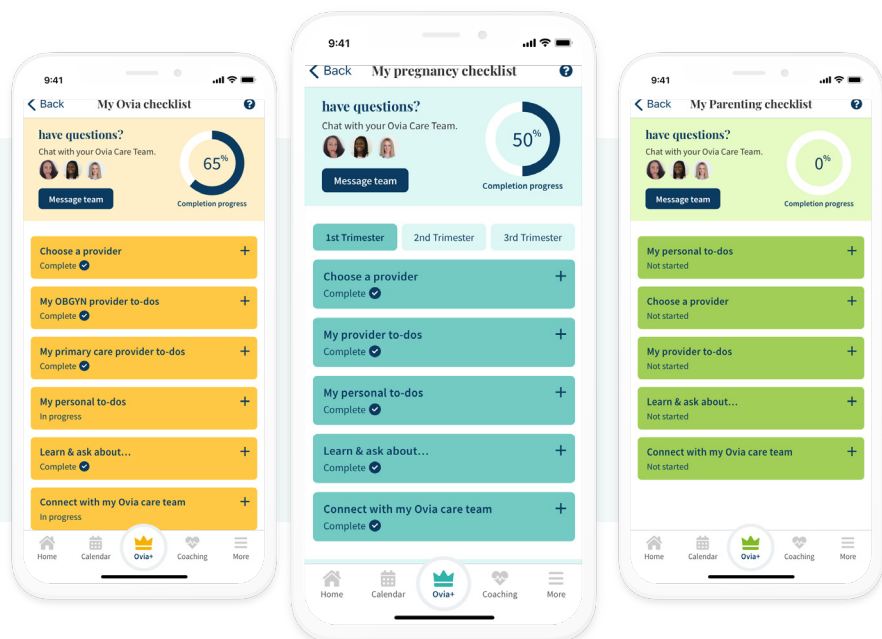 9:41
Back
My Ovia checklist
?
have questions?
Chat with your Ovia Care Team.
65%
Message team
Completion progress
Choose a provider
+
Complete
My OBGYN provider to-dos
+
Complete
My primary care provider to-dos
+
Complete
My personal to-dos
+
In progress
Learn & ask about...
+
Complete
Connect with my Ovia care team
+
In progress
Home
Calendar
Ovia+
Coaching
More
9:41
Back
My pregnancy checklist
?
have questions?
Chat with your Ovia Care Team.
50%
Message team
Completion progress
1st Trimester
2nd Trimester
3rd Trimester
Choose a provider
+
Complete
My provider to-dos
+
Complete
My personal to-dos
+
Complete
Learn & ask about...
+
Complete
Connect with my Ovia care team
+
Complete
Home
Calendar
Ovia+
Coaching
More
9:41
Back
My Parenting checklist
?
have questions?
Chat with your Ovia Care Team.
0%
Message team
Completion progress
My personal to-dos
+
Not started
Choose a provider
+
Not started
My provider to-dos
+
Not started
Learn & ask about...
+
Not started
Connect with my Ovia care team
+
Not started
Home
Calendar
Ovia+
Coaching
More